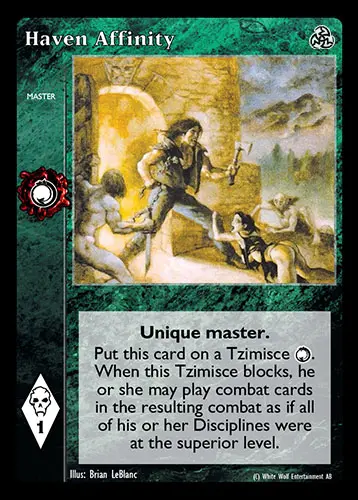 Haven Affinity
MASTER
Unique master.
Put this card on a Tzimisce .
When this Tzimisce blocks, he
or she may play combat cards
in the resulting combat as if all
of his or her Disciplines were
at the superior level.
1
Illus: Brian LeBlanc
(C) White Wolf Entertainment AB